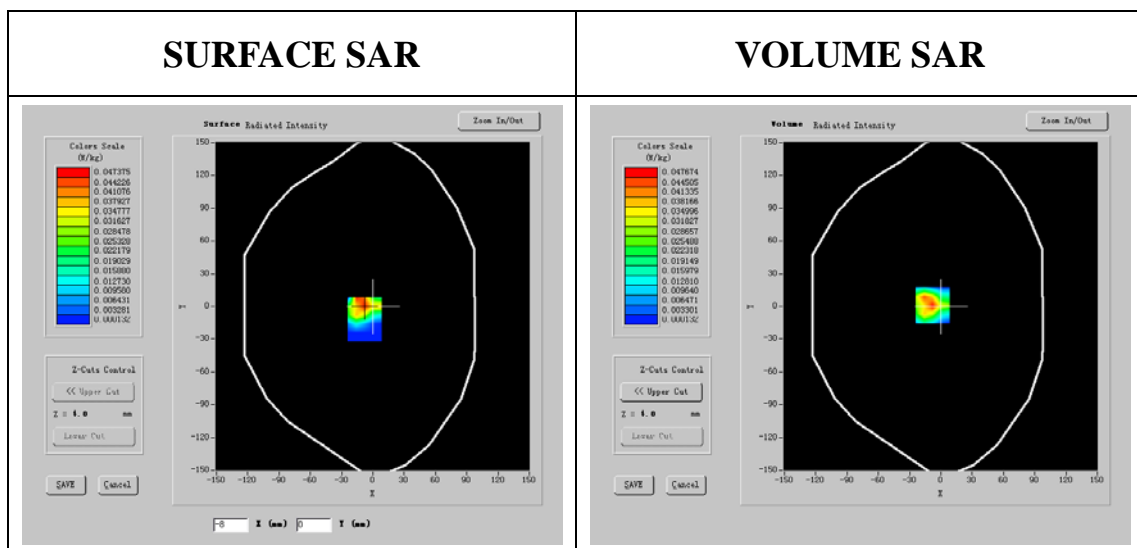 SURFACE SAR
VOLUME SAR
Surface Radiated Intensity
Zoom In/Out
Colors Scale
(W/kg)
0.047375
0.044226
0.041076
0.037927
0.034777
0.031627
0.028478
0.025328
0.022179
0.019029
0.015880
0.012730
0.009580
0.006431
0.003281
0.000132
150
120
90
60
30
0
-30
-60
-90
-120
-150
Y
-150 -120 -90 -60 -30 0 30 60 90 120 150
X
Z-Cuts Control
<< Upper Cut
Z = 4.0 mm
Lower Cut
SAVE
Cancel
-8 X (mm) 0 Y (mm)
Volume Radiated Intensity
Zoom In/Out
Colors Scale
(W/kg)
0.047674
0.044505
0.041335
0.038166
0.034996
0.031827
0.028657
0.025488
0.022318
0.019149
0.015979
0.012810
0.009640
0.006471
0.003301
0.000132
150
120
90
60
30
0
-30
-60
-90
-120
-150
Y
-150 -120 -90 -60 -30 0 30 60 90 120 150
X
Z-Cuts Control
<< Upper Cut
Z = 4.0 mm
Lower Cut
SAVE
Cancel